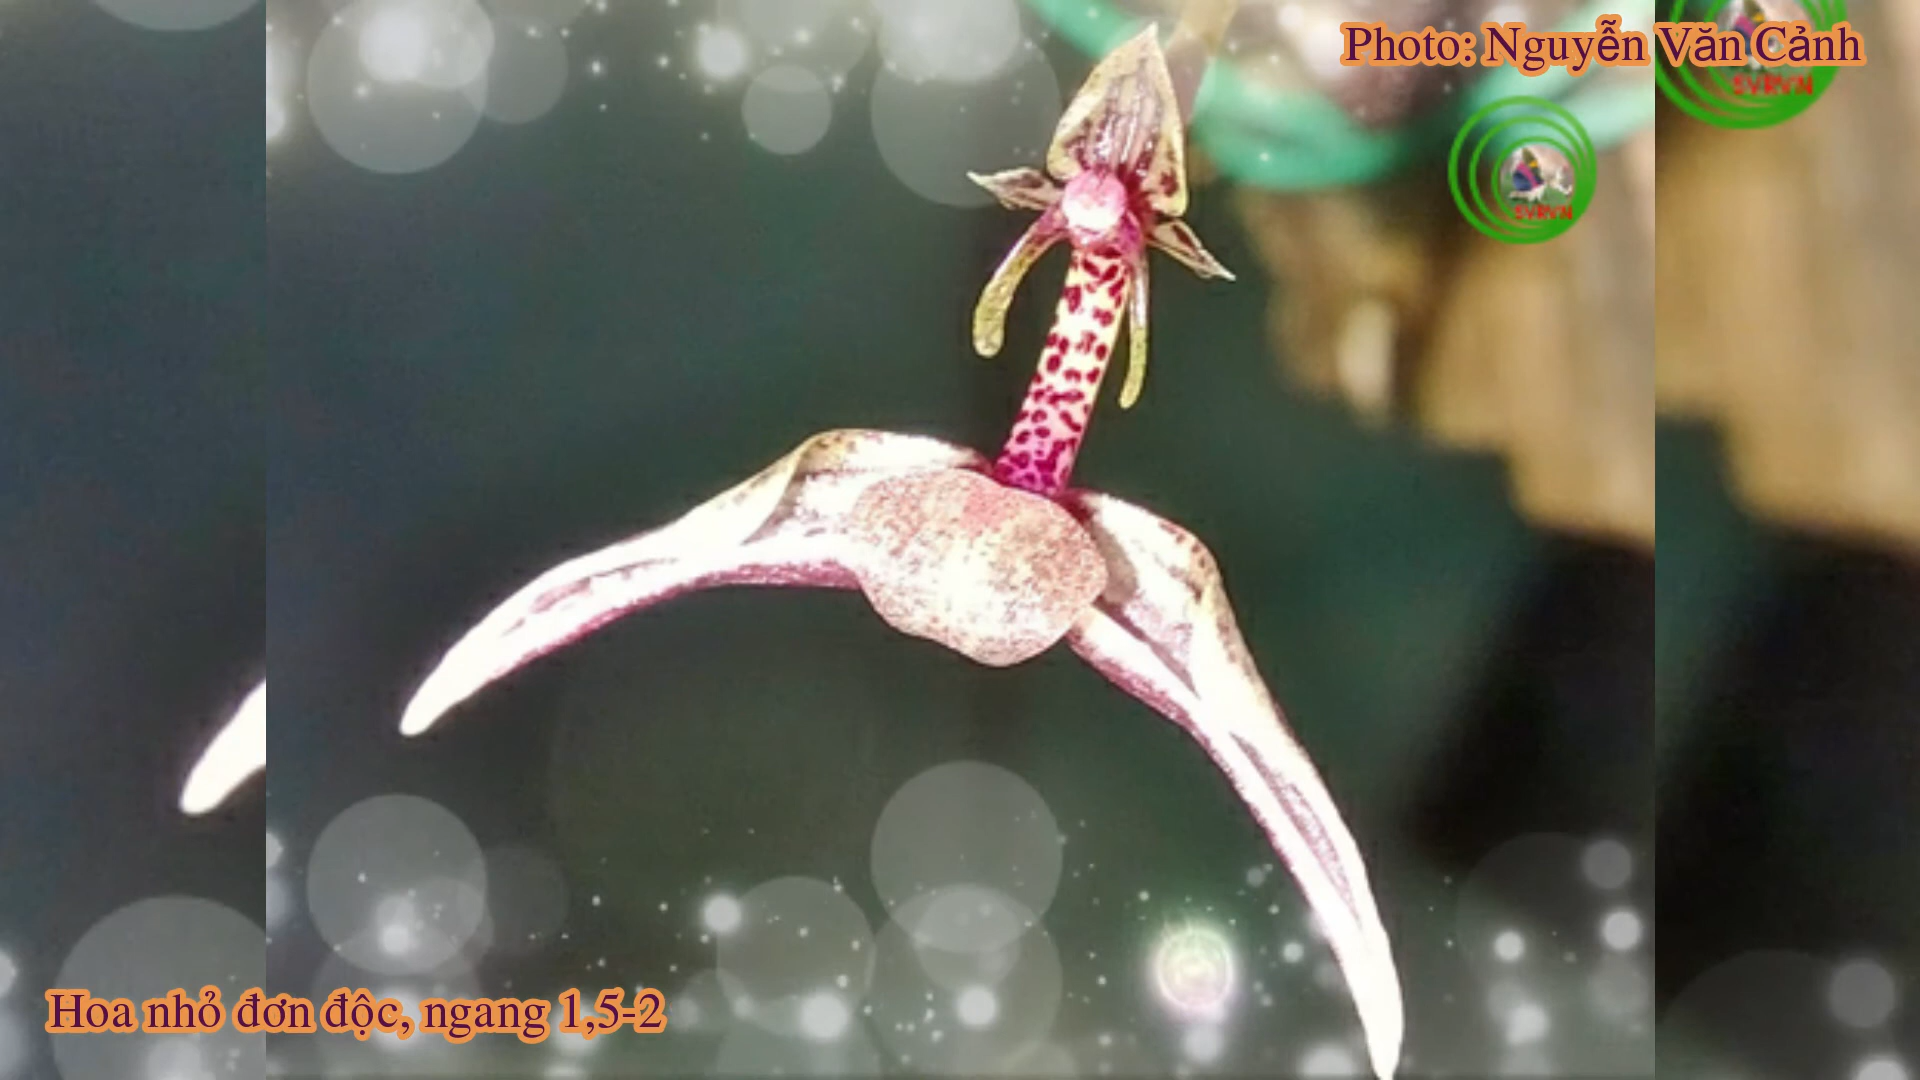 Photo: Nguyễn Văn Cảnh
SVRVN
SVRVN
Hoa nhỏ đơn độc, ngang 1,5-2